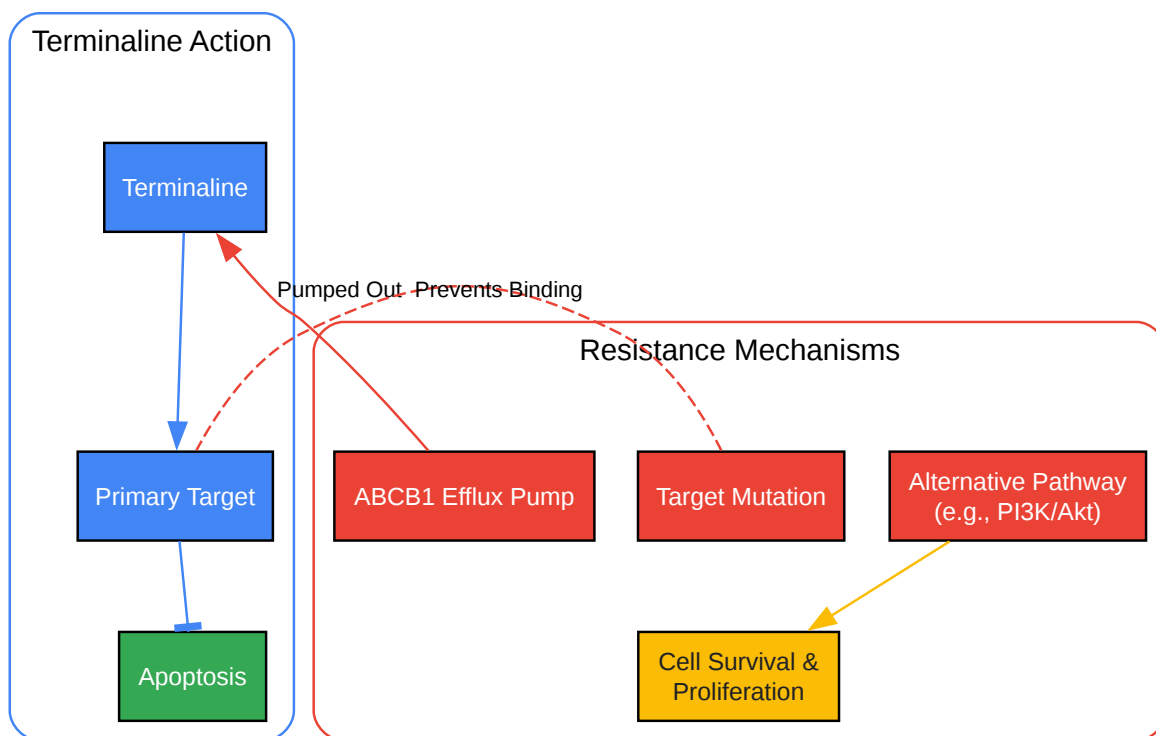 Terminaline Action
Terminaline
Pumped Out
Prevents Binding
Resistance Mechanisms
Primary Target
ABCB1 Efflux Pump
Target Mutation
Alternative Pathway
(e.g., PI3K/Akt)
Apoptosis
Cell Survival &
Proliferation